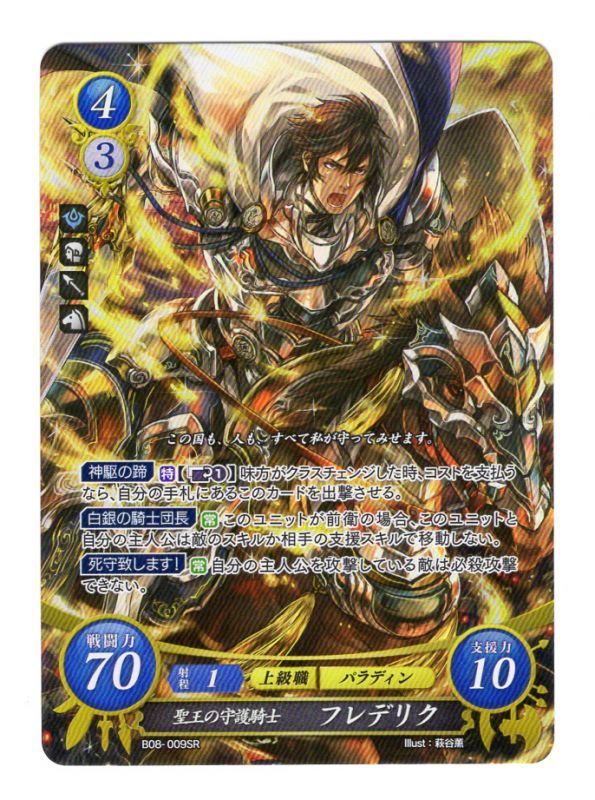 4
3
この国も、人も、すべて私が守ってみせます。
神駆の蹄 特【1】味方がクラスチェンジした時、コストを支払う
なら、自分の手札にあるこのカードを出撃させる。
白銀の騎士団長 常 このユニットが前衛の場合、このユニットと
自分の主人公は敵のスキルか相手の支援スキルで移動しない。
死守致します! 常 自分の主人公を攻撃している敵は必殺攻撃
できない。
戦闘力 70
射程 1 上級職 パラディン
支援力 10
聖王の守護騎士 フレデリク
B08-009SR Illust:萩谷薫